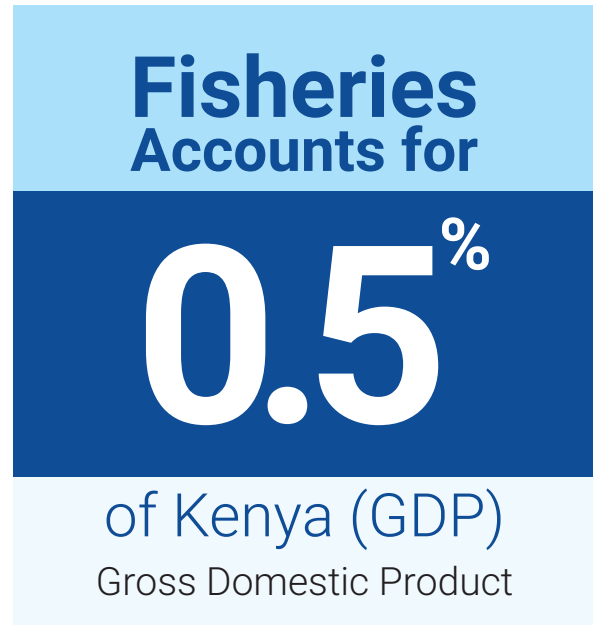 Fisheries
Accounts for
0.5%
of Kenya (GDP)
Gross Domestic Product